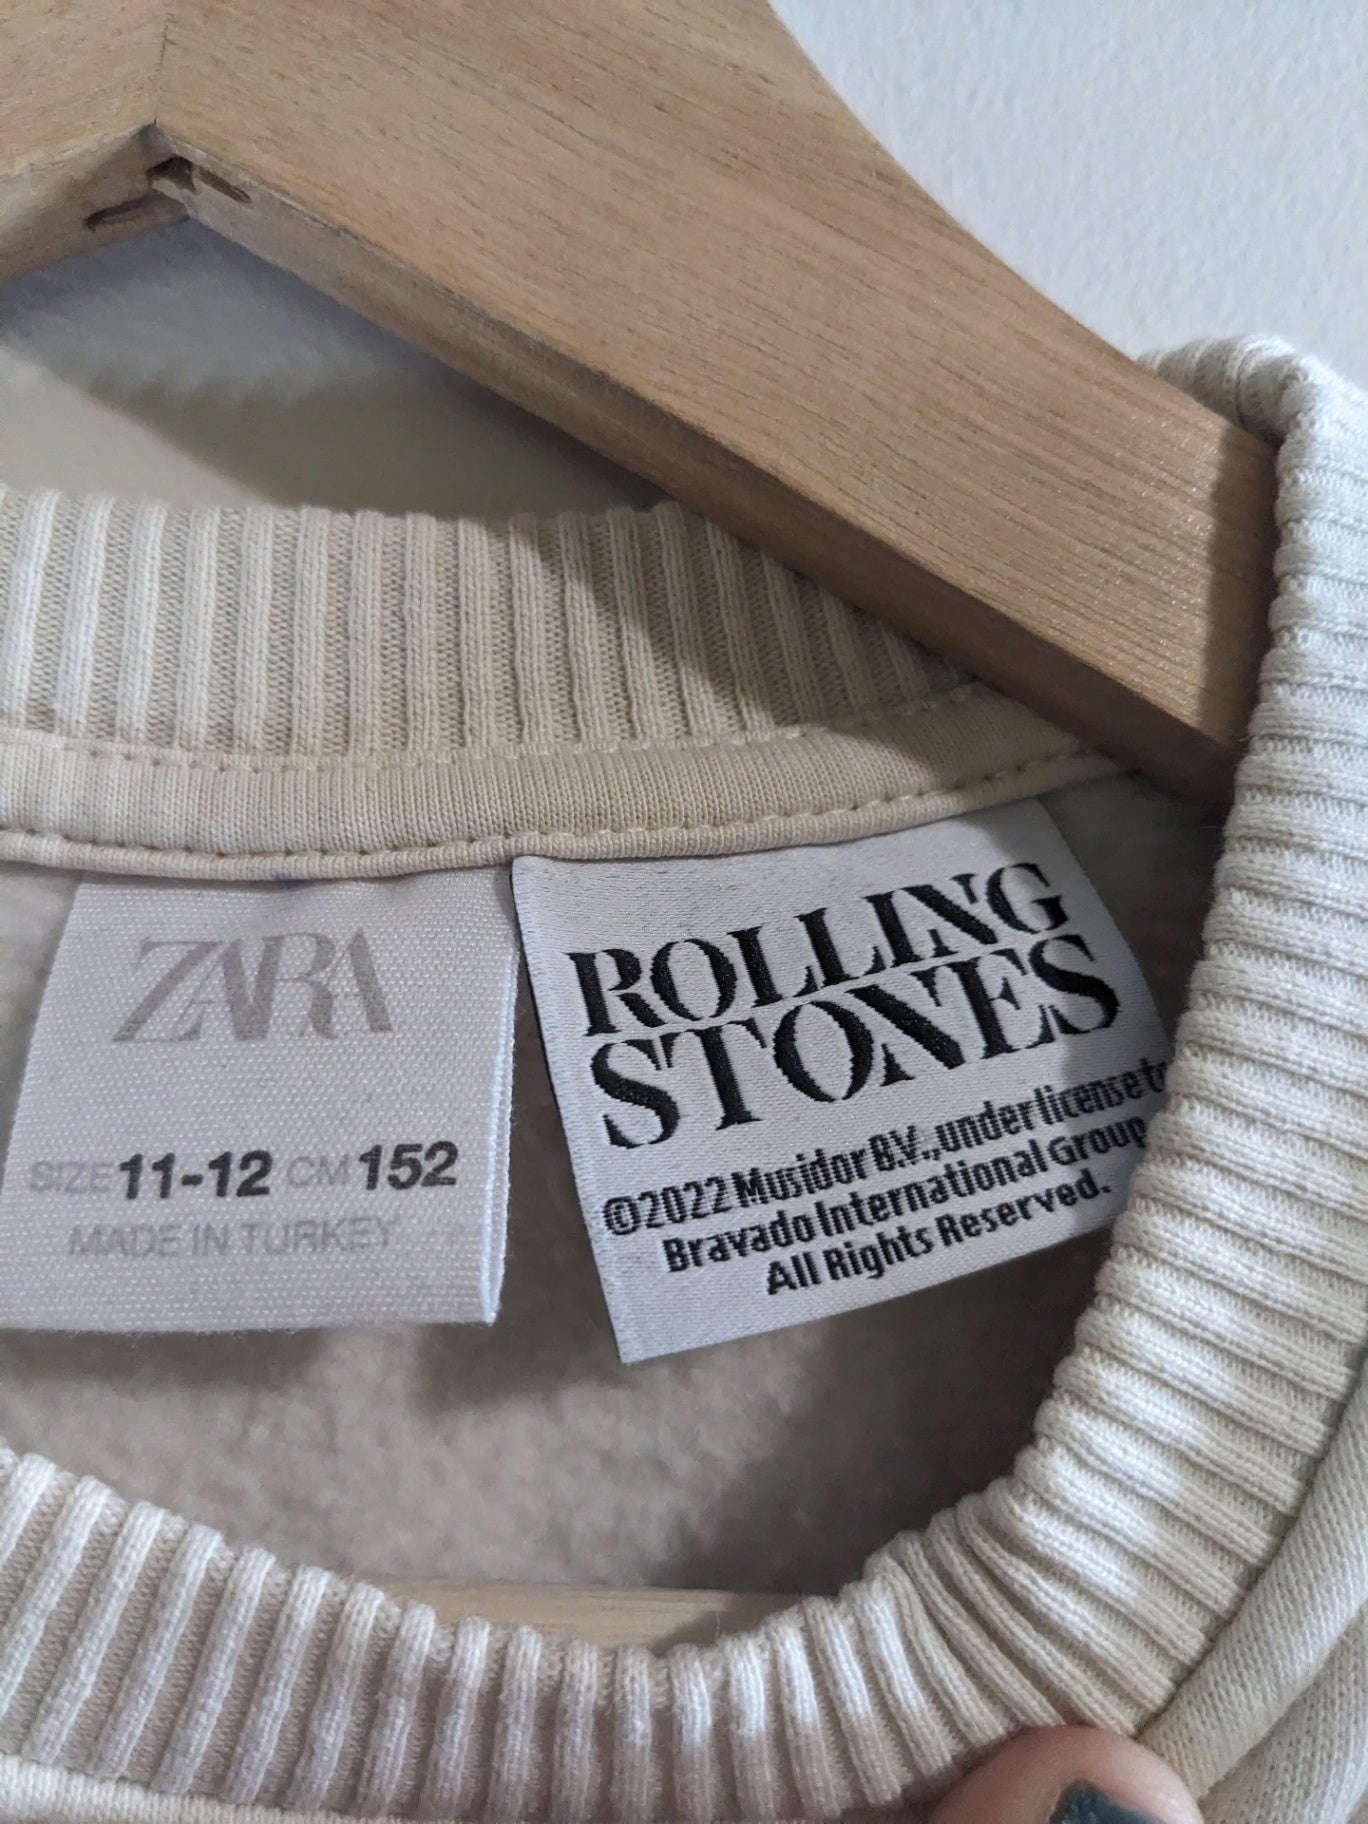 ZARA
SIZE 11-12 CM 152
MADE IN TURKEY
ROLLING
STONES
©2022 Musidor B.V., under license to
Bravado International Group.
All Rights Reserved.